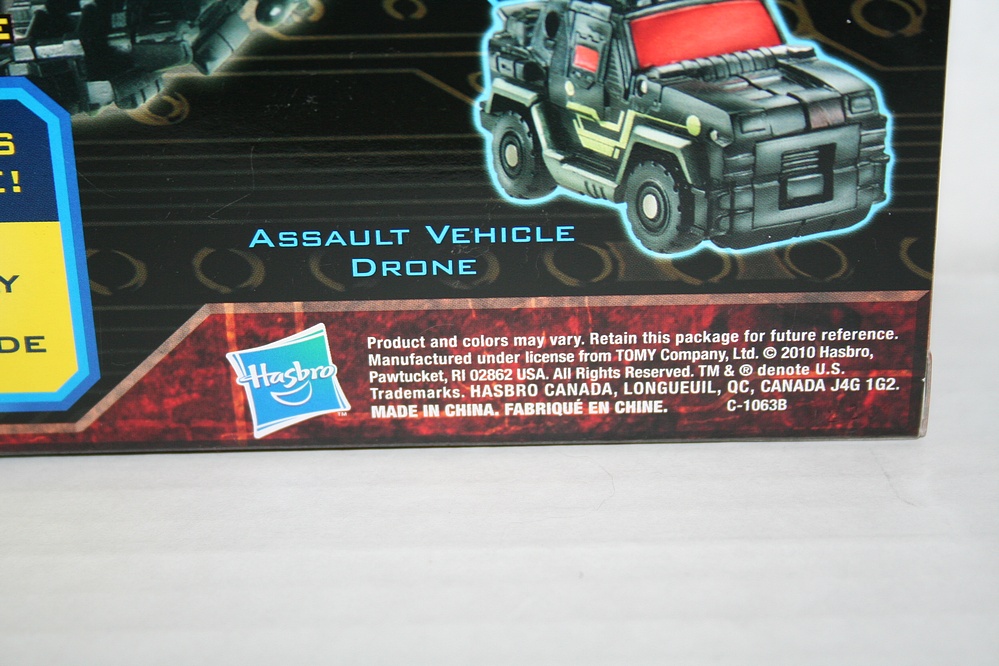 ASSAULT VEHICLE
DRONE
Hasbro
TM
Product and colors may vary. Retain this package for future reference.
Manufactured under license from TOMY Company, Ltd. © 2010 Hasbro,
Pawtucket, RI 02862 USA. All Rights Reserved. TM & ® denote U.S.
Trademarks. HASBRO CANADA, LONGUEUIL, QC, CANADA J4G 1G2.
MADE IN CHINA. FABRIQUÉ EN CHINE. C-1063B